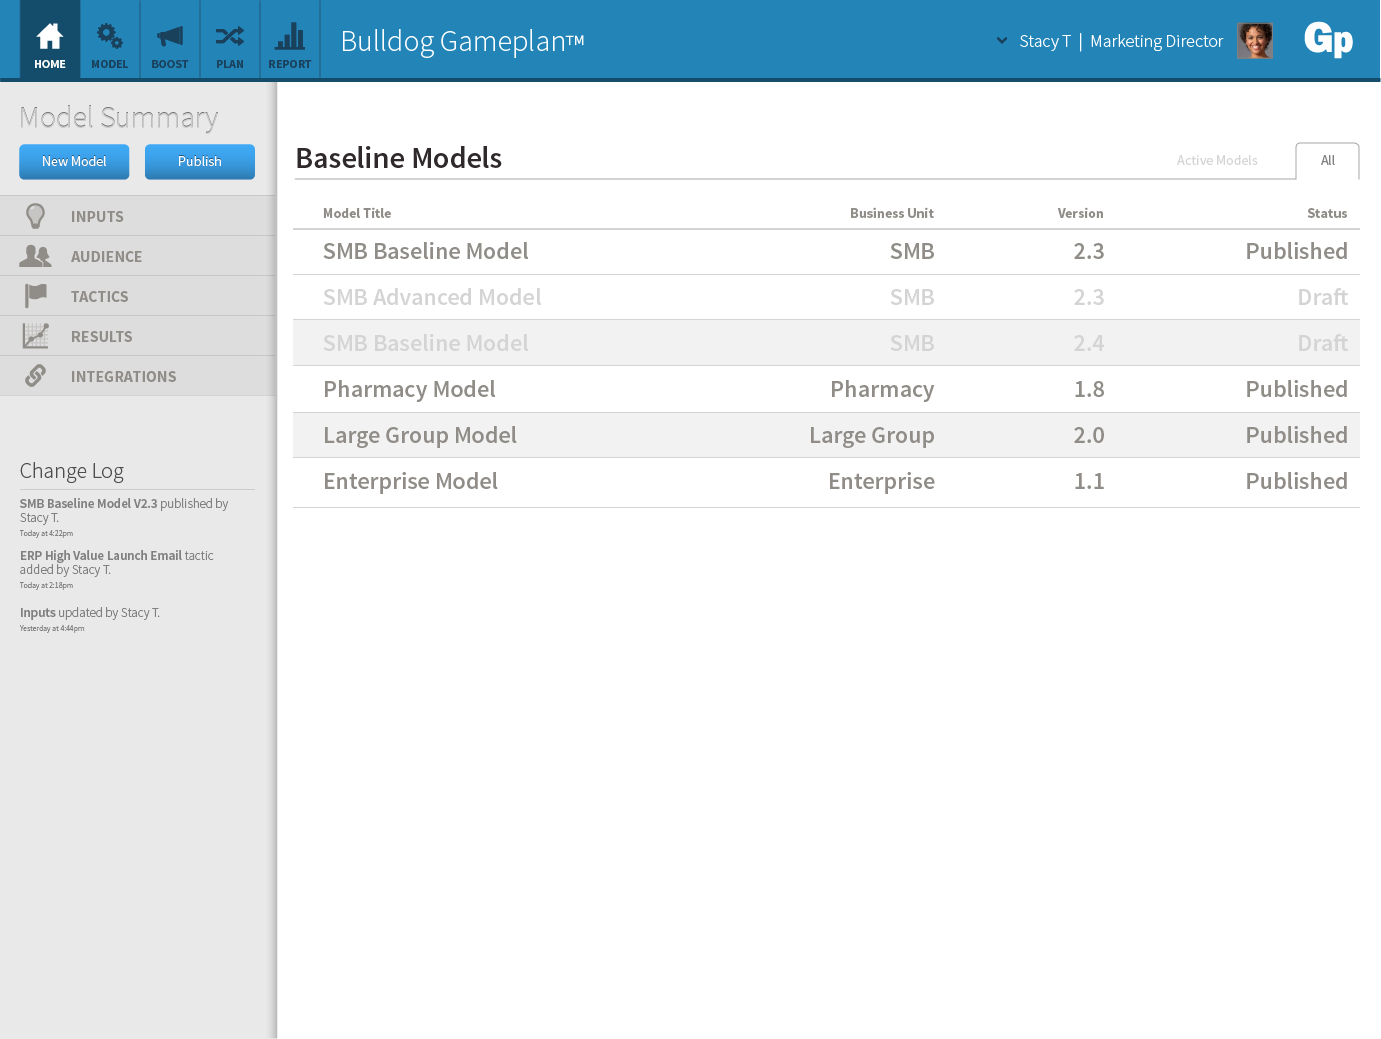 HOME
MODEL
BOOST
PLAN
REPORT
Bulldog Gameplan™
Stacy T | Marketing Director
Gp
Model Summary
New Model
Publish
INPUTS
AUDIENCE
TACTICS
RESULTS
INTEGRATIONS
Change Log
SMB Baseline Model V2.3 published by
Stacy T.
Today at 4:22pm
ERP High Value Launch Email tactic
added by Stacy T.
Today at 2:18pm
Inputs updated by Stacy T.
Yesterday at 4:44pm
Baseline Models
Active Models
All
Model Title Business Unit Version Status
SMB Baseline Model SMB 2.3 Published
SMB Advanced Model SMB 2.3 Draft
SMB Baseline Model SMB 2.4 Draft
Pharmacy Model Pharmacy 1.8 Published
Large Group Model Large Group 2.0 Published
Enterprise Model Enterprise 1.1 Published